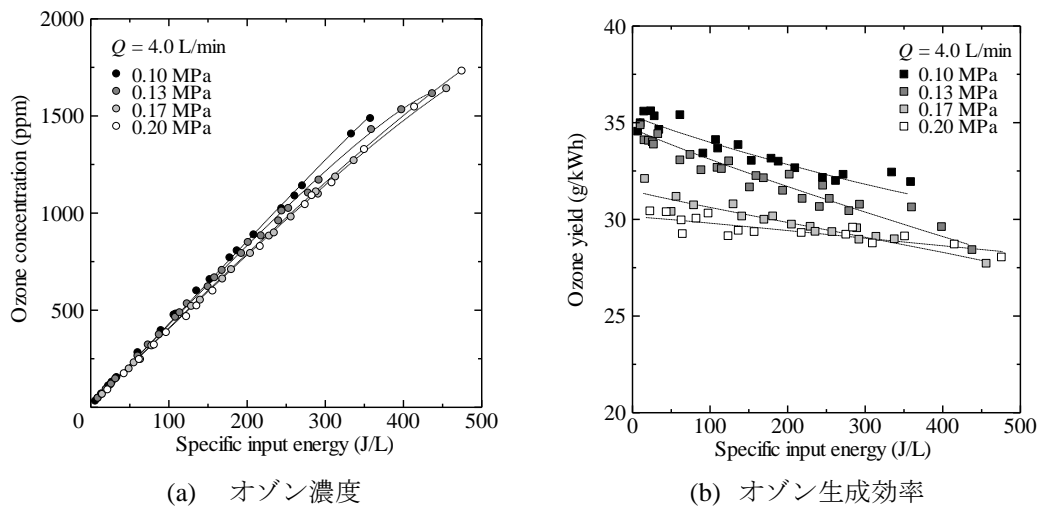 2000
1500
1000
500
0
100
200
300
400
500
Ozone concentration (ppm)
Specific input energy (J/L)
Q = 4.0 L/min
0.10 MPa
0.13 MPa
0.17 MPa
0.20 MPa
(a) オゾン濃度
40
35
30
25
20
0
100
200
300
400
500
Ozone yield (g/kWh)
Specific input energy (J/L)
Q = 4.0 L/min
0.10 MPa
0.13 MPa
0.17 MPa
0.20 MPa
(b) オゾン生成効率